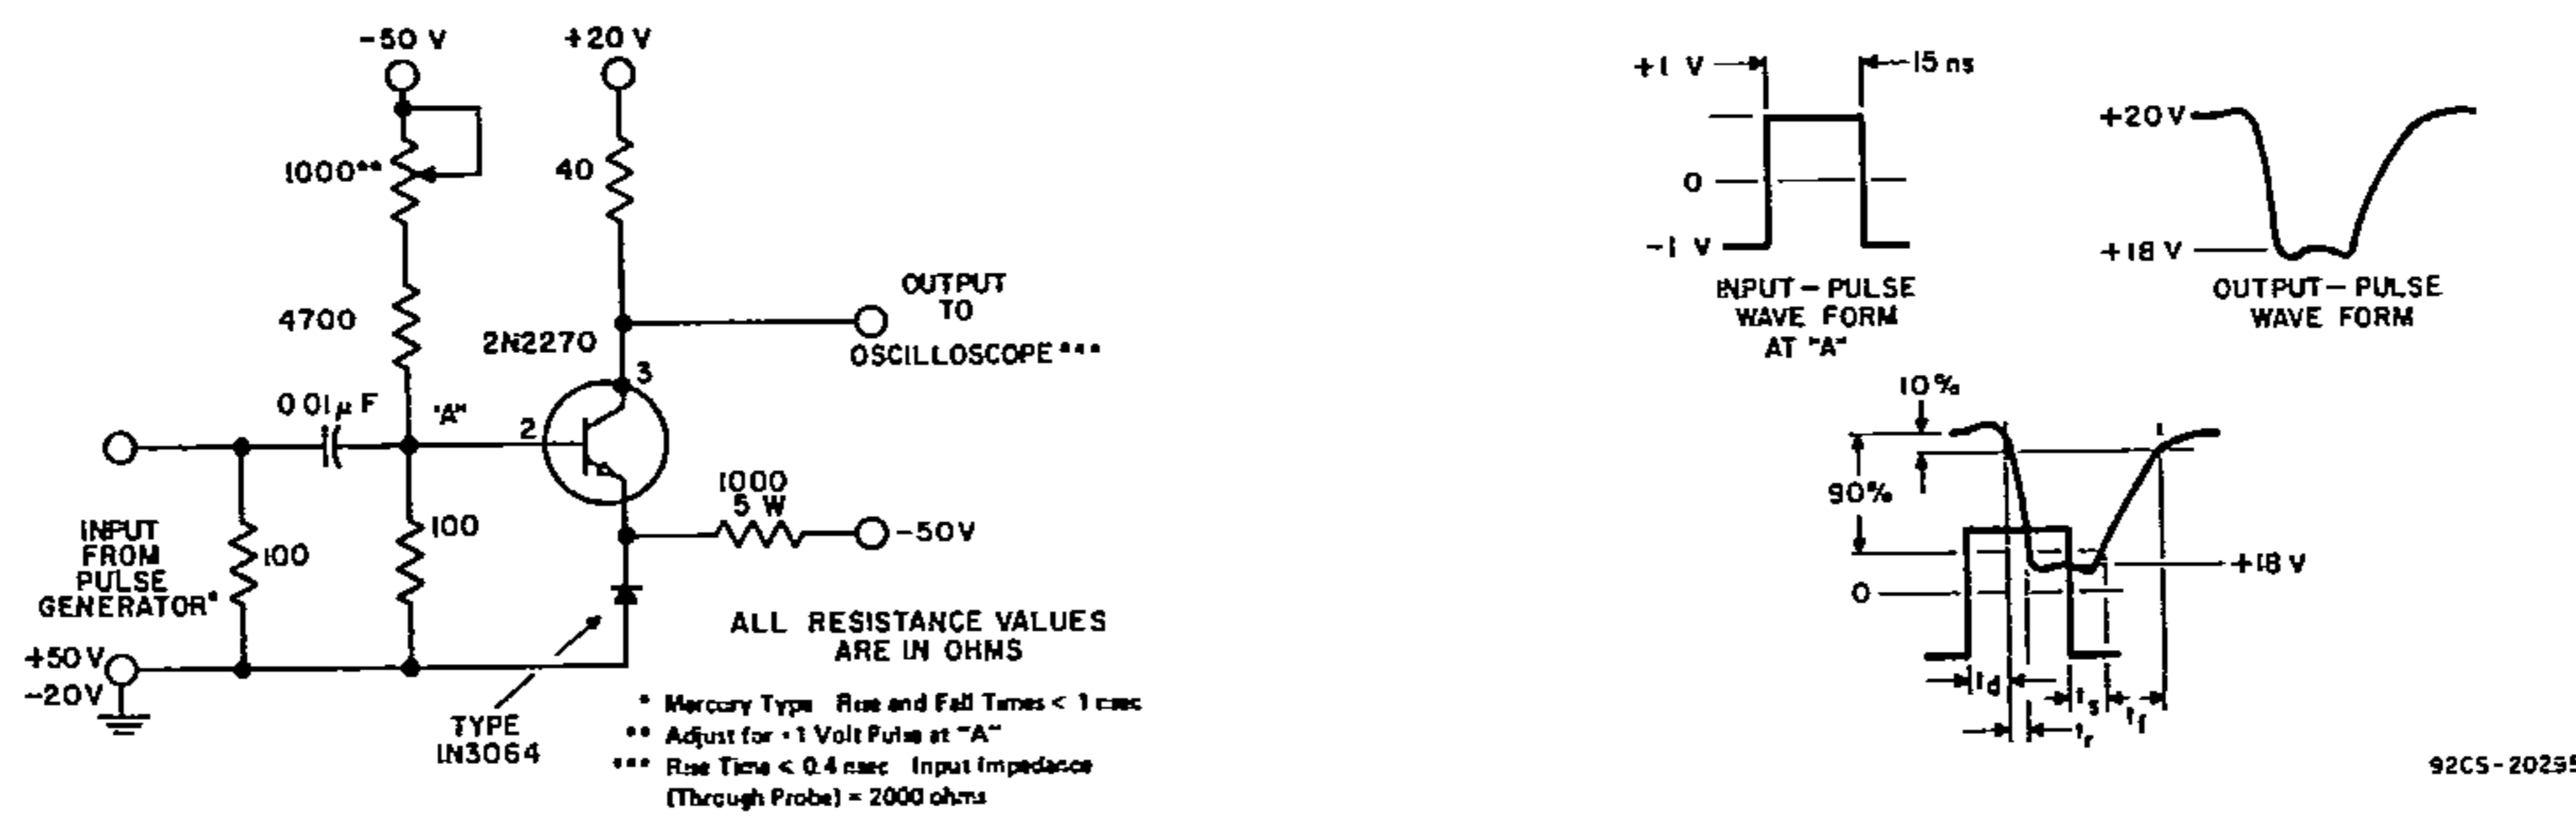 -50 V
+20 V
1000**
40
4700
2N2270
OUTPUT
TO
OSCILLOSCOPE***
3
0 01 µ F
"A"
2
INPUT
FROM
PULSE
GENERATOR*
100
100
1000
5 W
-50V
+50 V
-20V
ALL RESISTANCE VALUES
ARE IN OHMS
TYPE
1N3064
* Mercury Type Rise and Fall Times < 1 nsec
** Adjust for -1 Volt Pulse at "A"
*** Rise Time < 0.4 nsec Input Impedance
(Through Probe) = 2000 ohms
+1 V
15 ns
0
-1 V
INPUT-PULSE
WAVE FORM
AT "A"
+20 V
+18 V
OUTPUT-PULSE
WAVE FORM
10%
90%
+18 V
0
td
tr
ts
tf